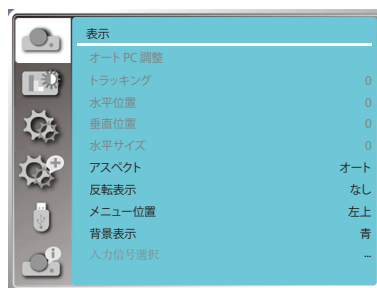 表示
オート PC 調整
トラッキング 0
水平位置 0
垂直位置 0
水平サイズ 0
アスペクト オート
反転表示 なし
メニュー位置 左上
背景表示 青
入力信号選択 ...